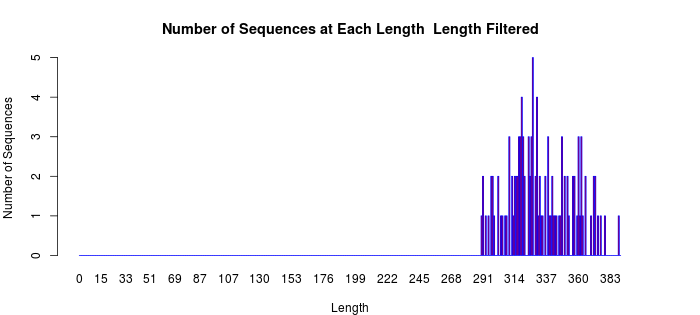 Number of Sequences at Each Length  Length Filtered
Number of Sequences
5
4
3
2
1
0
0 15 33 51 69 87 107 130 153 176 199 222 245 268 291 314 337 360 383
Length